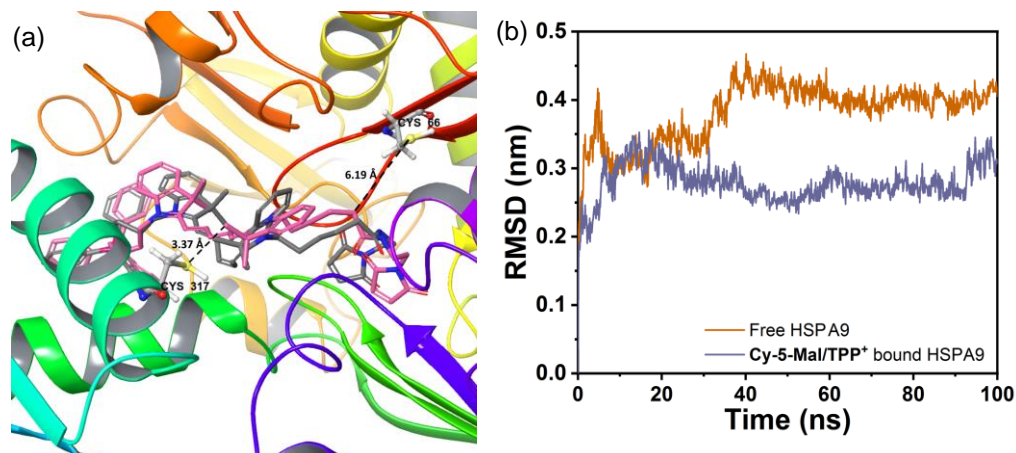 (a)
CYS 66
6.19 Å
3.37 Å
CYS 317
(b)
0.5
0.4
0.3
0.2
0.1
0.0
RMSD (nm)
0 20 40 60 80 100
Time (ns)
Free HSPA9
Cy-5-Mal/TPP⁺ bound HSPA9